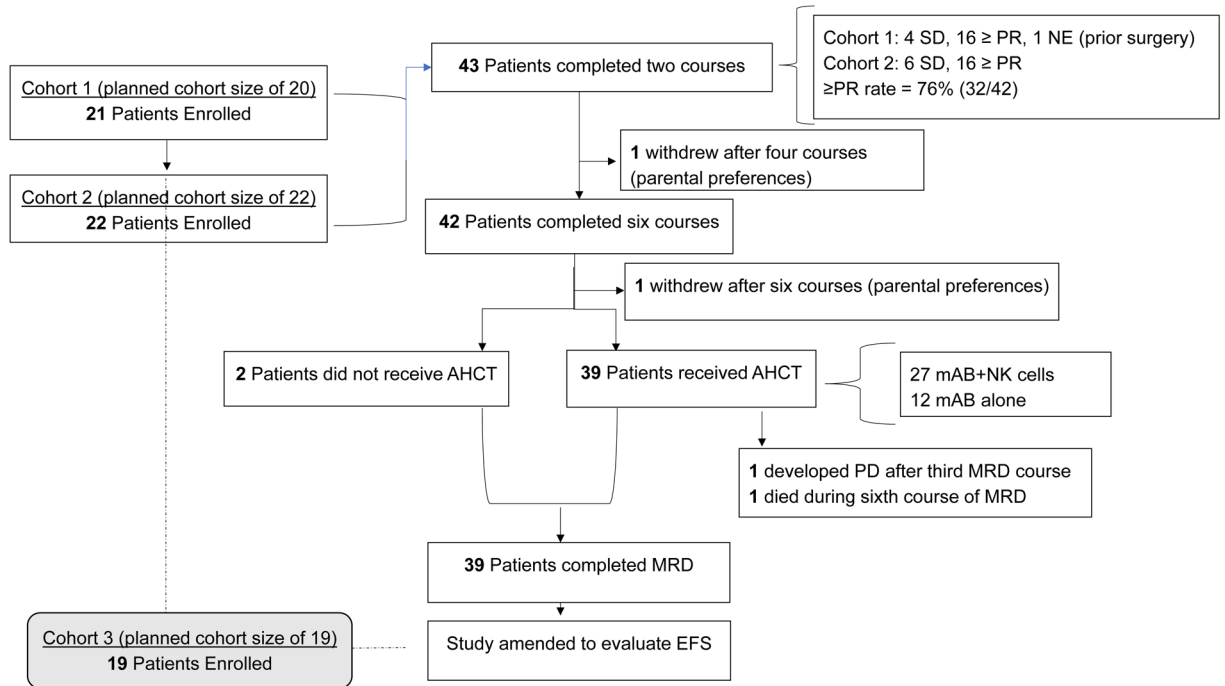 Cohort 1 (planned cohort size of 20)
21 Patients Enrolled
Cohort 2 (planned cohort size of 22)
22 Patients Enrolled
43 Patients completed two courses
Cohort 1: 4 SD, 16 ≥ PR, 1 NE (prior surgery)
Cohort 2: 6 SD, 16 ≥ PR
≥PR rate = 76% (32/42)
1 withdrew after four courses
(parental preferences)
42 Patients completed six courses
1 withdrew after six courses (parental preferences)
2 Patients did not receive AHCT
39 Patients received AHCT
27 mAB+NK cells
12 mAB alone
1 developed PD after third MRD course
1 died during sixth course of MRD
39 Patients completed MRD
Cohort 3 (planned cohort size of 19)
19 Patients Enrolled
Study amended to evaluate EFS